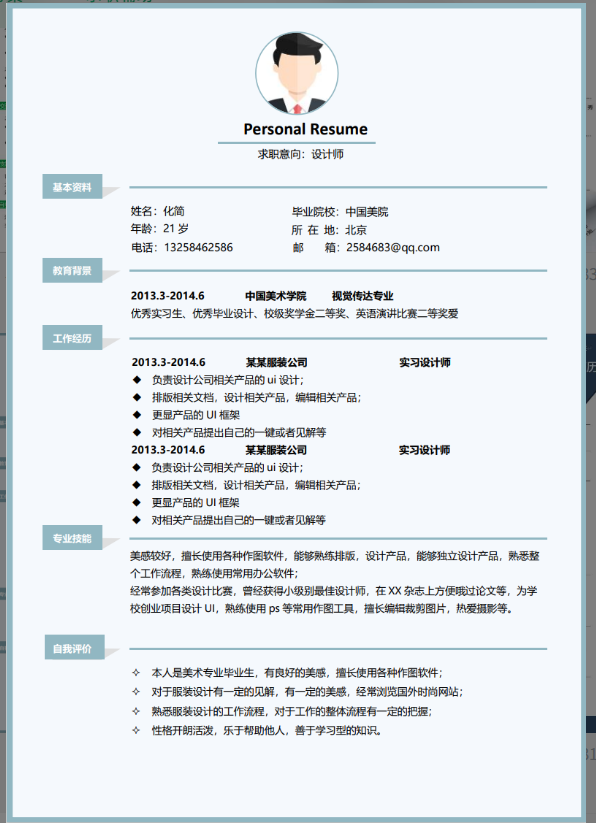 Personal Resume
求职意向：设计师
基本资料
姓名：化简 毕业院校：中国美院
年龄：21 岁 所 在 地：北京
电话：13258462586 邮 箱：2584683@qq.com
教育背景
2013.3-2014.6 中国美术学院 视觉传达专业
优秀实习生、优秀毕业设计、校级奖学金二等奖、英语演讲比赛二等奖爱
工作经历
2013.3-2014.6 某某服装公司 实习设计师
◆ 负责设计公司相关产品的 ui 设计；
◆ 排版相关文档，设计相关产品，编辑相关产品；
◆ 更显产品的 UI 框架
◆ 对相关产品提出自己的一键或者见解等
2013.3-2014.6 某某服装公司 实习设计师
◆ 负责设计公司相关产品的 ui 设计；
◆ 排版相关文档，设计相关产品，编辑相关产品；
◆ 更显产品的 UI 框架
◆ 对相关产品提出自己的一键或者见解等
专业技能
美感较好，擅长使用各种作图软件，能够熟练排版，设计产品，能够独立设计产品，熟悉整
个工作流程，熟练使用常用办公软件；
经常参加各类设计比赛，曾经获得小级别最佳设计师，在 XX 杂志上方便哦过论文等，为学
校创业项目设计 UI，熟练使用 ps 等常用作图工具，擅长编辑裁剪图片，热爱摄影等。
自我评价
✧ 本人是美术专业毕业生，有良好的美感，擅长使用各种作图软件；
✧ 对于服装设计有一定的见解，有一定的美感，经常浏览国外时尚网站；
✧ 熟悉服装设计的工作流程，对于工作的整体流程有一定的把握；
✧ 性格开朗活泼，乐于帮助他人，善于学习型的知识。